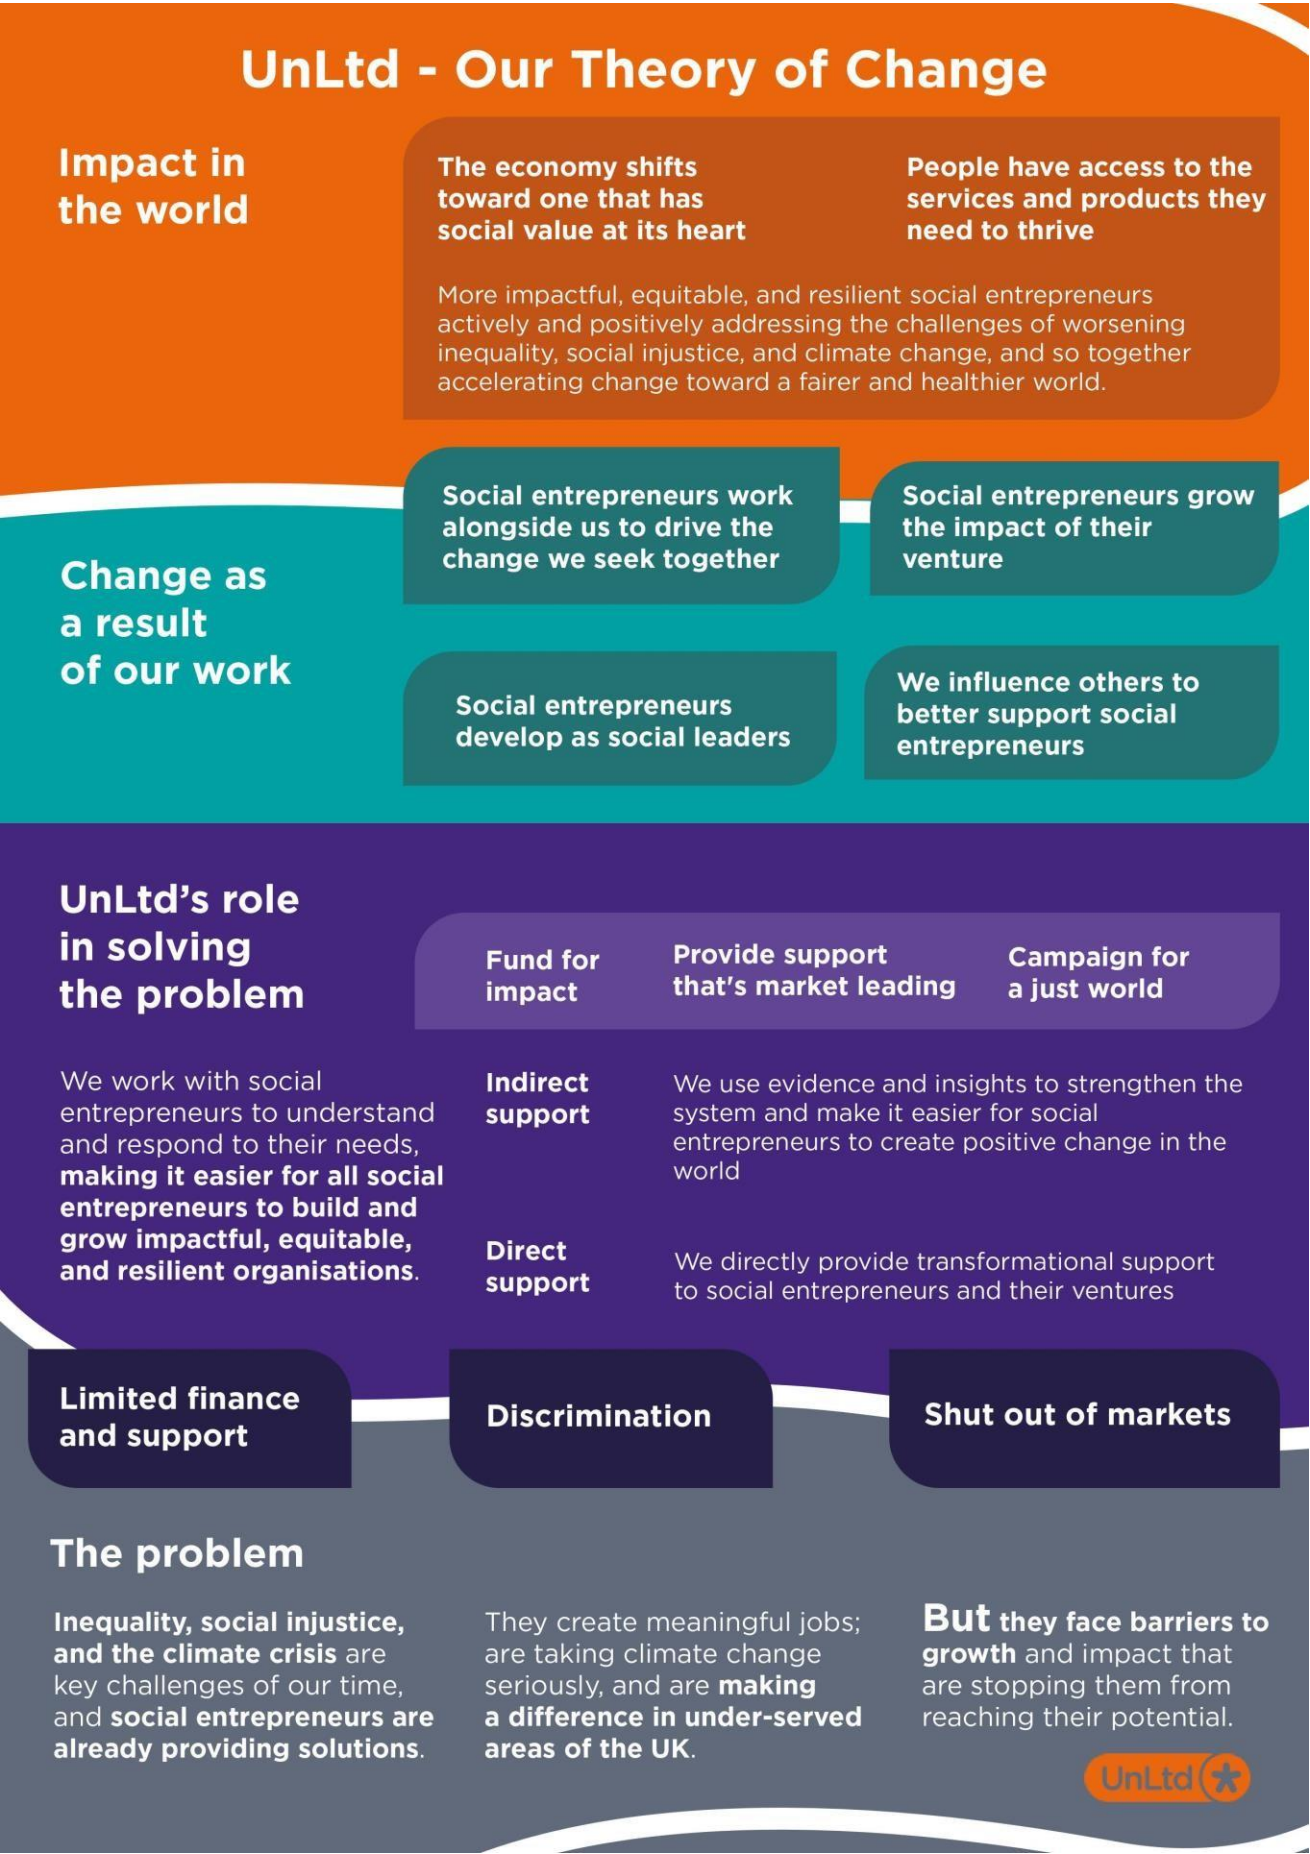 UnLtd - Our Theory of Change
Impact in
the world
The economy shifts
toward one that has
social value at its heart
People have access to the
services and products they
need to thrive
More impactful, equitable, and resilient social entrepreneurs
actively and positively addressing the challenges of worsening
inequality, social injustice, and climate change, and so together
accelerating change toward a fairer and healthier world.
Change as
a result
of our work
Social entrepreneurs work
alongside us to drive the
change we seek together
Social entrepreneurs grow
the impact of their
venture
Social entrepreneurs
develop as social leaders
We influence others to
better support social
entrepreneurs
UnLtd's role
in solving
the problem
We work with social
entrepreneurs to understand
and respond to their needs,
making it easier for all social
entrepreneurs to build and
grow impactful, equitable,
and resilient organisations.
Fund for
impact
Provide support
that's market leading
Campaign for
a just world
Indirect
support
We use evidence and insights to strengthen the
system and make it easier for social
entrepreneurs to create positive change in the
world
Direct
support
We directly provide transformational support
to social entrepreneurs and their ventures
Limited finance
and support
Discrimination
Shut out of markets
The problem
Inequality, social injustice,
and the climate crisis are
key challenges of our time,
and social entrepreneurs are
already providing solutions.
They create meaningful jobs;
are taking climate change
seriously, and are making
a difference in under-served
areas of the UK.
But they face barriers to
growth and impact that
are stopping them from
reaching their potential.
UnLtd